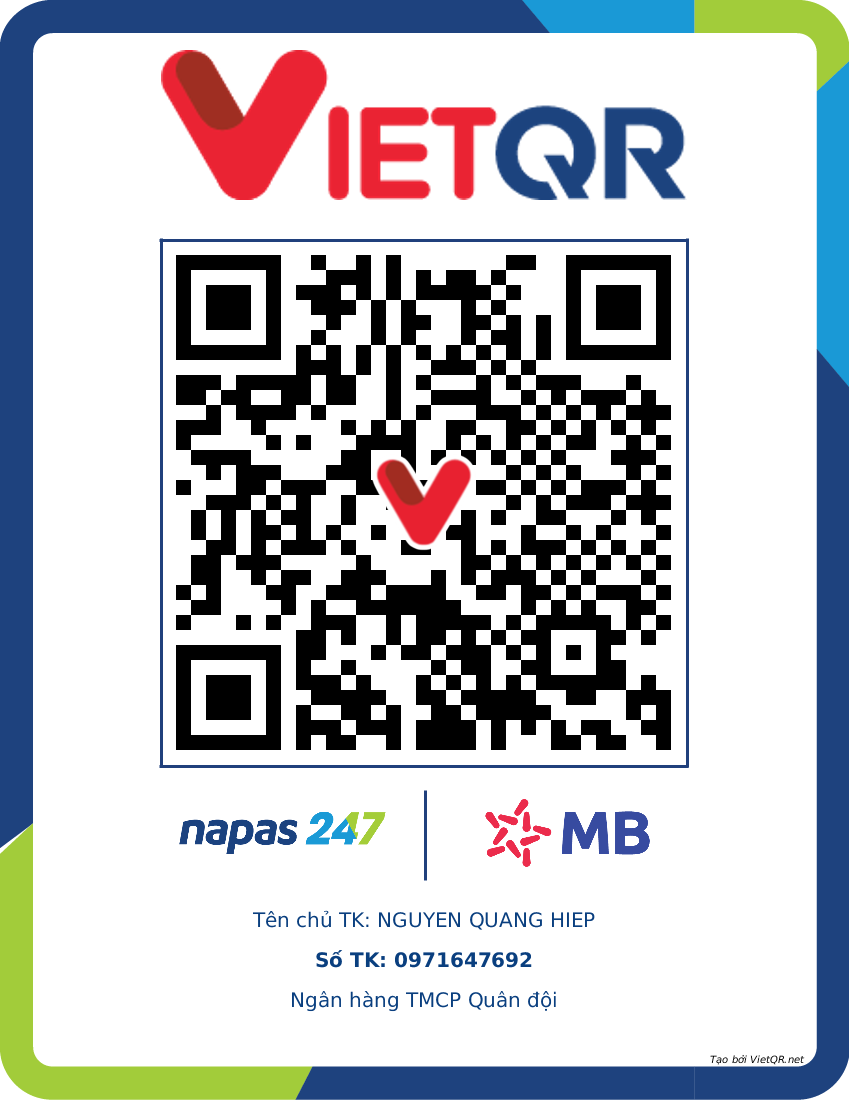 VIETQR
napas 247
MB
Tên chủ TK: NGUYEN QUANG HIEP
Số TK: 0971647692
Ngân hàng TMCP Quân đội
Tạo bởi VietQR.net